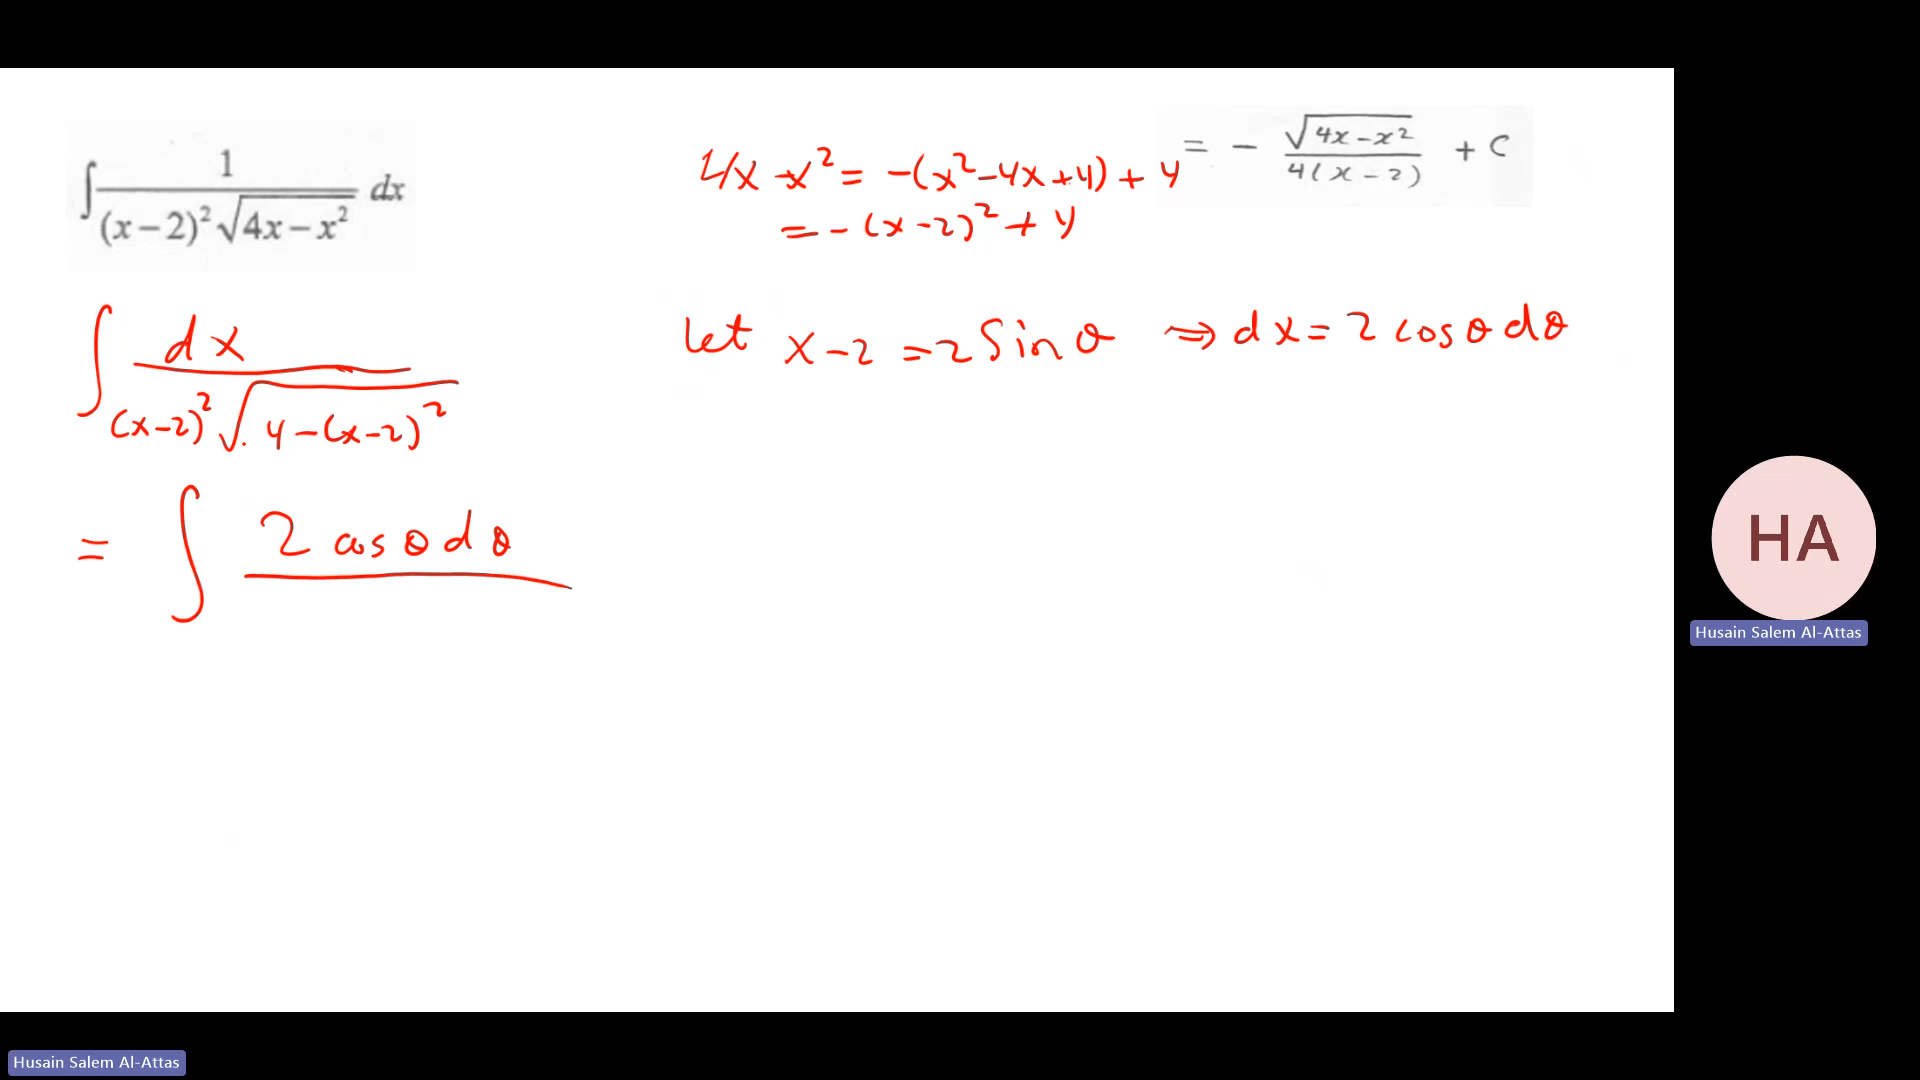 ∫ 1 / ((x−2)²√(4x−x²)) dx
4x −x² = −(x²−4x+4) + 4
= −(x−2)² + 4
= − √(4x−x²) / 4(x−2) + C
let x−2 = 2 Sin θ ⇒ dx = 2 cos θ dθ
∫ dx / ((x−2)²√(4−(x−2)²))
= ∫ 2 cos θ dθ
HA
Husain Salem Al-Attas
Husain Salem Al-Attas